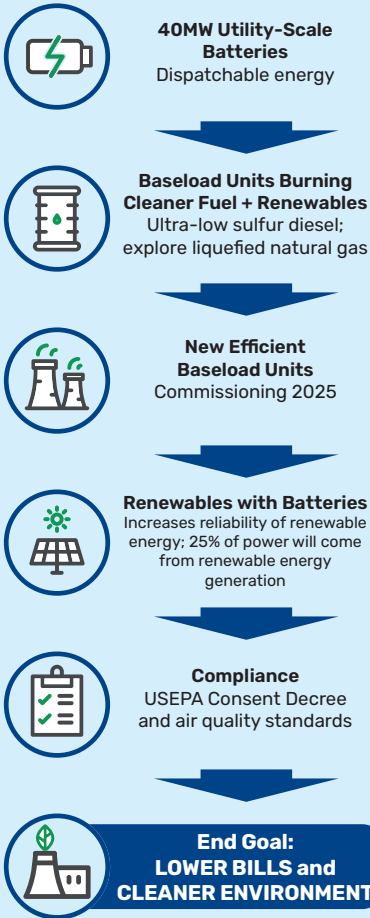 40MW Utility-Scale
Batteries
Dispatchable energy
Baseload Units Burning
Cleaner Fuel + Renewables
Ultra-low sulfur diesel;
explore liquefied natural gas
New Efficient
Baseload Units
Commissioning 2025
Renewables with Batteries
Increases reliability of renewable
energy; 25% of power will come
from renewable energy
generation
Compliance
USEPA Consent Decree
and air quality standards
End Goal:
LOWER BILLS and
CLEANER ENVIRONMENT